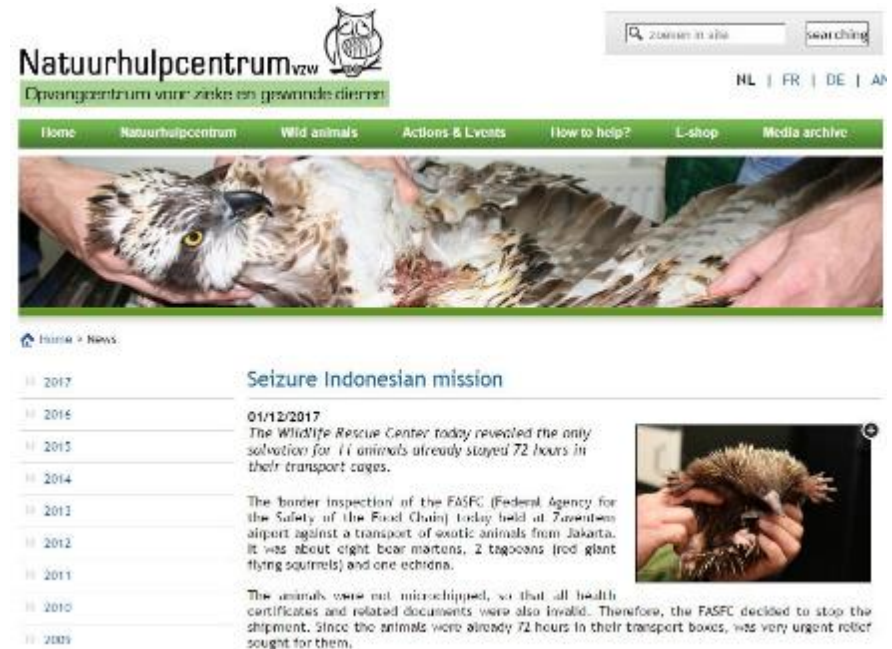 Natuurhulpcentrum vzw
Opvangcentrum voor zieke en gewonde dieren
zoeken in site
searching
NL | FR | DE | AN
Home Natuurhulpcentrum Wild animals Actions & Events How to help? E-shop Media archive
Home > News
2017
2016
2015
2014
2013
2012
2011
2010
2009
Seizure Indonesian mission
01/12/2017
The Wildlife Rescue Center today revealed the only
salvation for 11 animals already stayed 72 hours in
their transport cages.
The 'border inspection' of the FASFC (Federal Agency for
the Safety of the Food Chain) today held at Zaventem
airport against a transport of exotic animals from Jakarta.
It was about eight bear martens, 2 tagoeans (red giant
flying squirrels) and one echidna.
The animals were not microchipped, so that all health
certificates and related documents were also invalid. Therefore, the FASFC decided to stop the
shipment. Since the animals were already 72 hours in their transport boxes, was very urgent relief
sought for them.